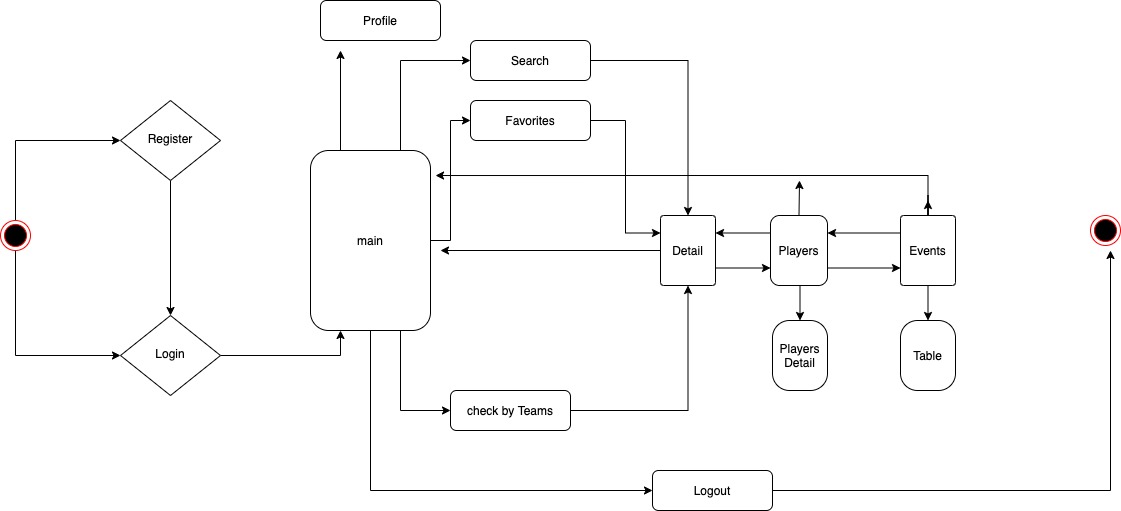 Profile
Search
Favorites
Register
main
Detail
Players
Events
Login
Players
Detail
Table
check by Teams
Logout